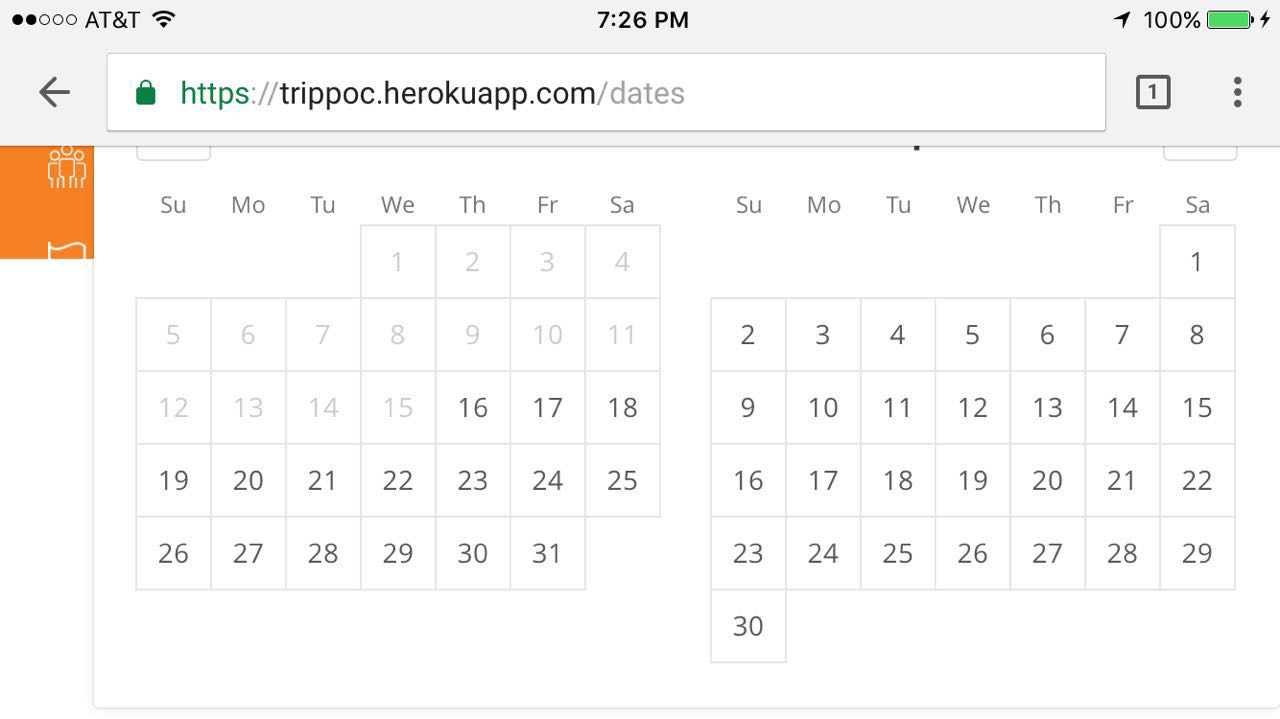 AT&T 7:26 PM 100%
https://trippoc.herokuapp.com/dates 1
Su Mo Tu We Th Fr Sa Su Mo Tu We Th Fr Sa
1 2 3 4 1
5 6 7 8 9 10 11 2 3 4 5 6 7 8
12 13 14 15 16 17 18 9 10 11 12 13 14 15
19 20 21 22 23 24 25 16 17 18 19 20 21 22
26 27 28 29 30 31 23 24 25 26 27 28 29
30